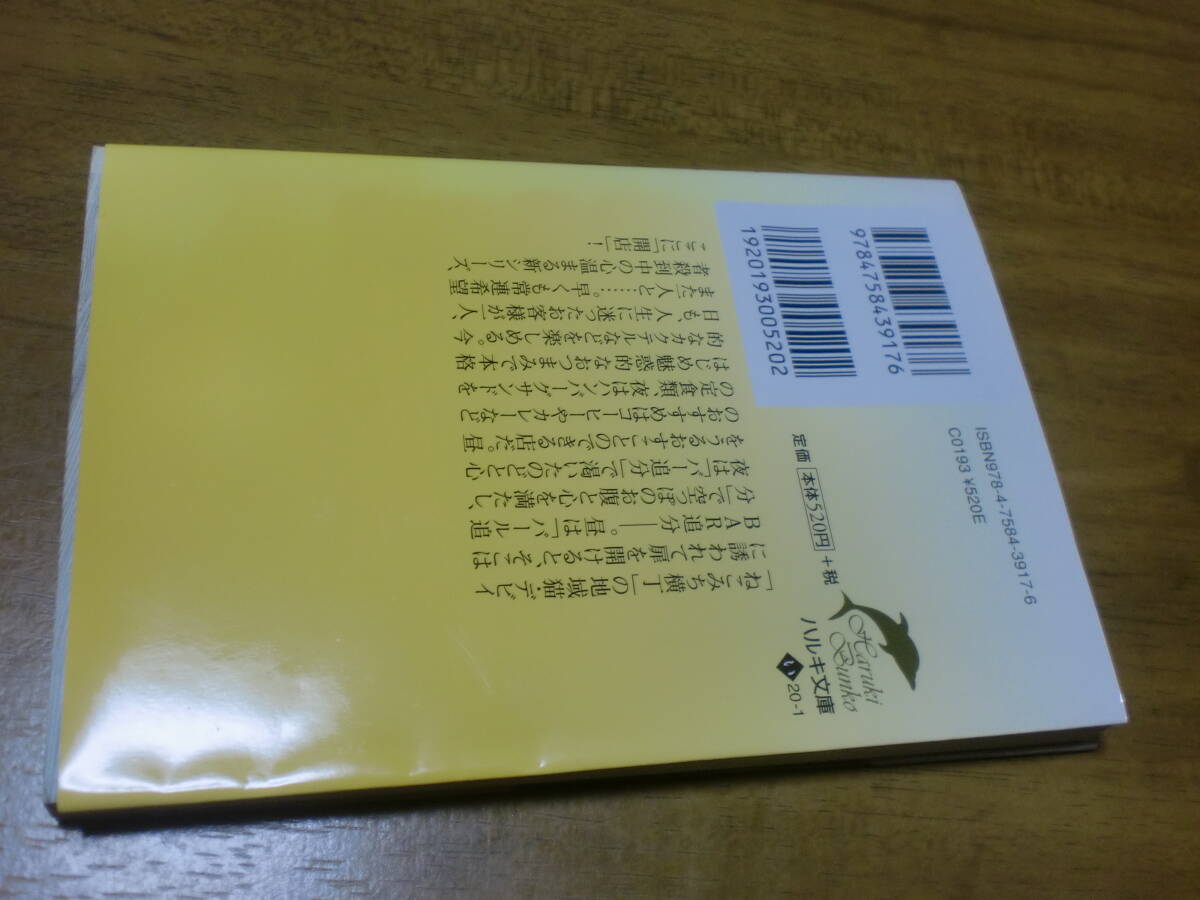 9784758439176
1920193005202
ISBN978-4-7584-3917-6
C0193 ¥520E
定価 本体520円 +税
Haruki
Bunko
ハルキ文庫
い 20-1
「ねこみち横丁」の地域猫・デビイ
に誘われて扉を開けると、そこは
BAR追分——。昼は「バール追
分」で空っぽのお腹と心を満たし、
夜は「バー追分」で渇いたのどと心
をうるおすことのできる店だ。昼
のおすすめはコーヒーやカレーなど
の定食類、夜はハンバーグサンドを
はじめ魅惑的なおつまみで本格
的なカクテルなどを楽しめる。今
日も、人生に迷ったお客様が一人、
また一人と……。早くも常連希望
者殺到中の心温まる新シリーズ、
ここに「開店」!